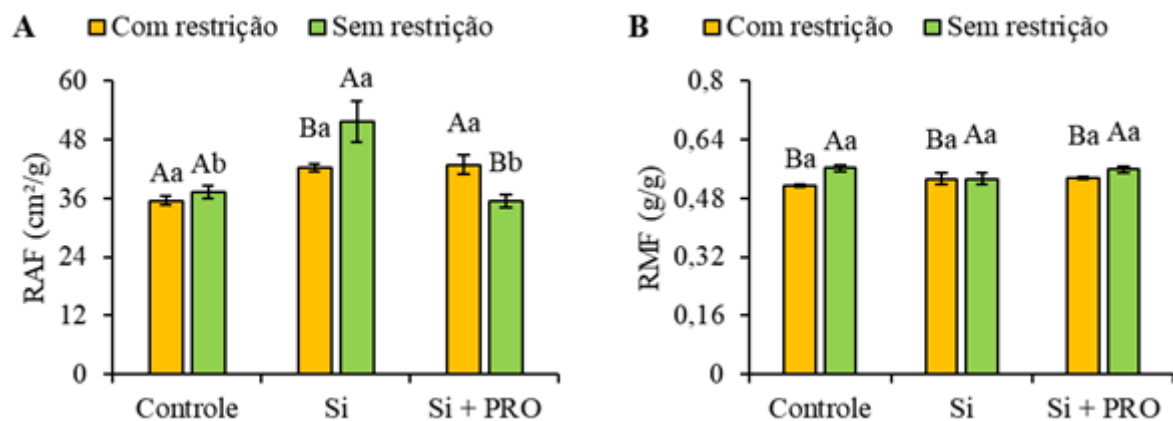 A Com restrição Sem restrição
RAF (cm²/g)
60
48
36
24
12
0
Aa Ab Ba Aa Aa Bb
Controle Si Si + PRO
B Com restrição Sem restrição
RMF (g/g)
0,8
0,64
0,48
0,32
0,16
0
Ba Aa Ba Aa Ba Aa
Controle Si Si + PRO